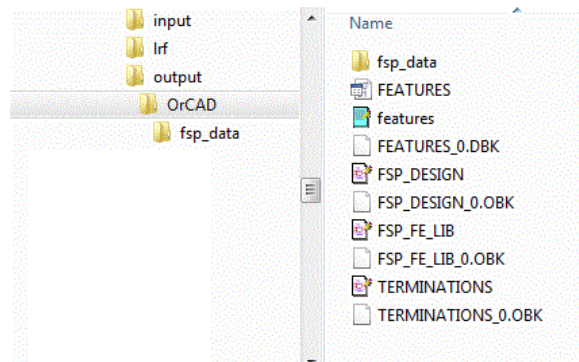 input
lrf
output
OrCAD
fsp_data
Name
fsp_data
FEATURES
features
FEATURES_0.DBK
FSP_DESIGN
FSP_DESIGN_0.OBK
FSP_FE_LIB
FSP_FE_LIB_0.OBK
TERMINATIONS
TERMINATIONS_0.OBK